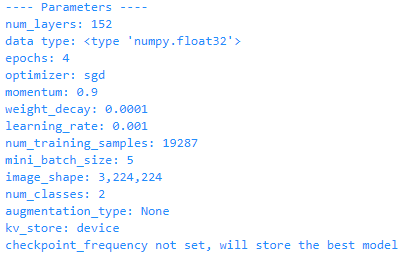 ---- Parameters ----
num_layers: 152
data type: <type 'numpy.float32'>
epochs: 4
optimizer: sgd
momentum: 0.9
weight_decay: 0.0001
learning_rate: 0.001
num_training_samples: 19287
mini_batch_size: 5
image_shape: 3,224,224
num_classes: 2
augmentation_type: None
kv_store: device
checkpoint_frequency not set, will store the best model